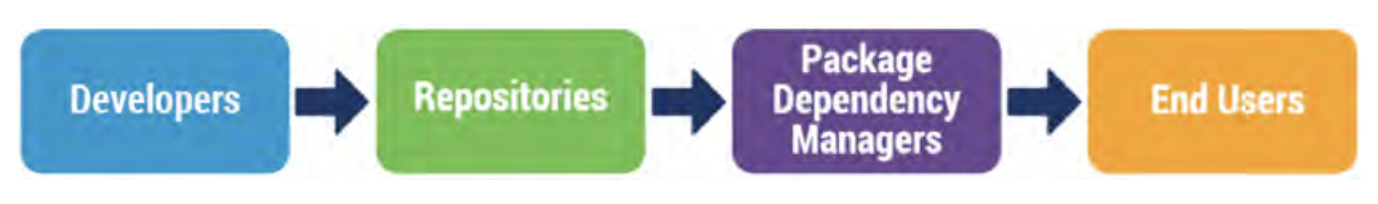 Developers
Repositories
Package
Dependency
Managers
End Users